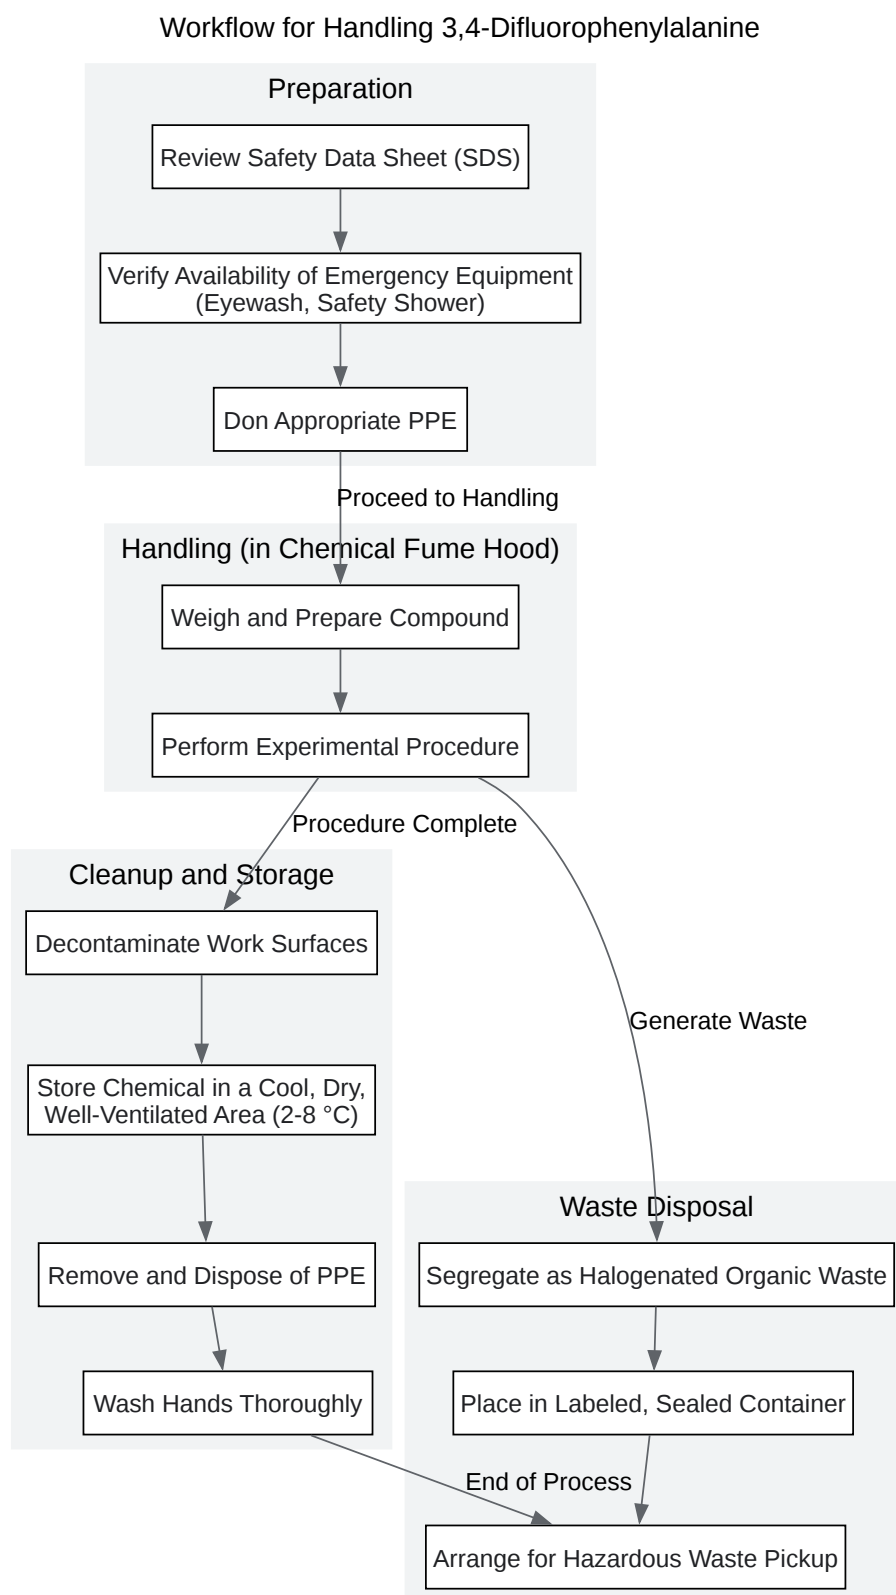 Workflow for Handling 3,4-Difluorophenylalanine
Preparation
Review Safety Data Sheet (SDS)
Verify Availability of Emergency Equipment
(Eyewash, Safety Shower)
Don Appropriate PPE
Proceed to Handling
Handling (in Chemical Fume Hood)
Weigh and Prepare Compound
Perform Experimental Procedure
Procedure Complete
Cleanup and Storage
Decontaminate Work Surfaces
Generate Waste
Store Chemical in a Cool, Dry,
Well-Ventilated Area (2-8 °C)
Waste Disposal
Remove and Dispose of PPE
Segregate as Halogenated Organic Waste
Wash Hands Thoroughly
Place in Labeled, Sealed Container
End of Process
Arrange for Hazardous Waste Pickup